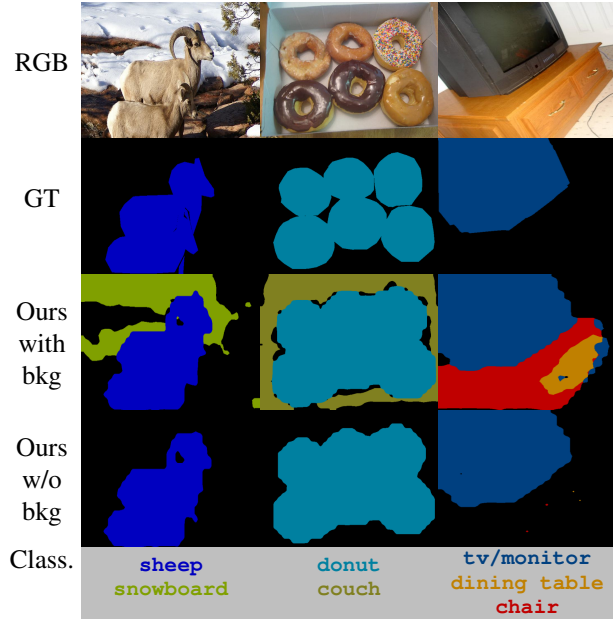 RGB
GT
Ours
with
bkg
Ours
w/o
bkg
Class.
sheep
snowboard
donut
couch
tv/monitor
dining table
chair